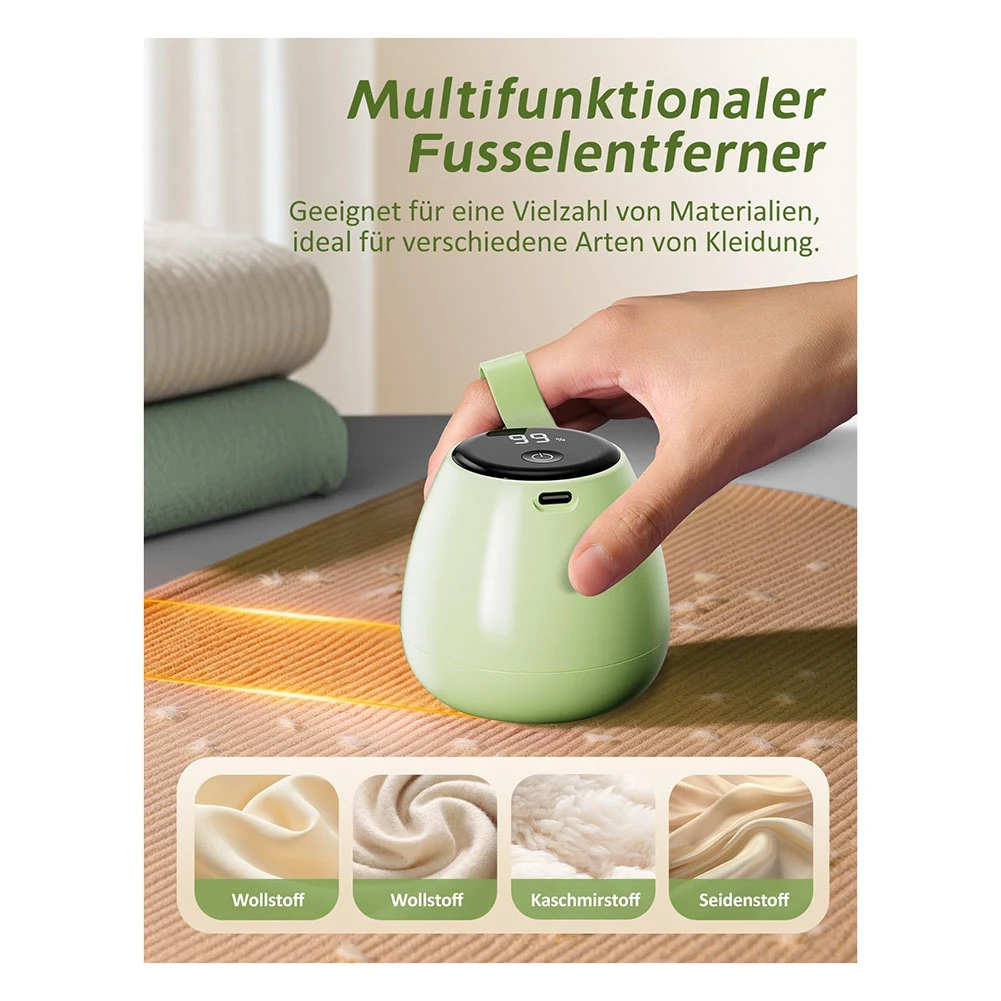 Multifunktionaler
Fusselentferner
Geeignet für eine Vielzahl von Materialien,
ideal für verschiedene Arten von Kleidung.
99 %
Wollstoff
Wollstoff
Kaschmirstoff
Seidenstoff